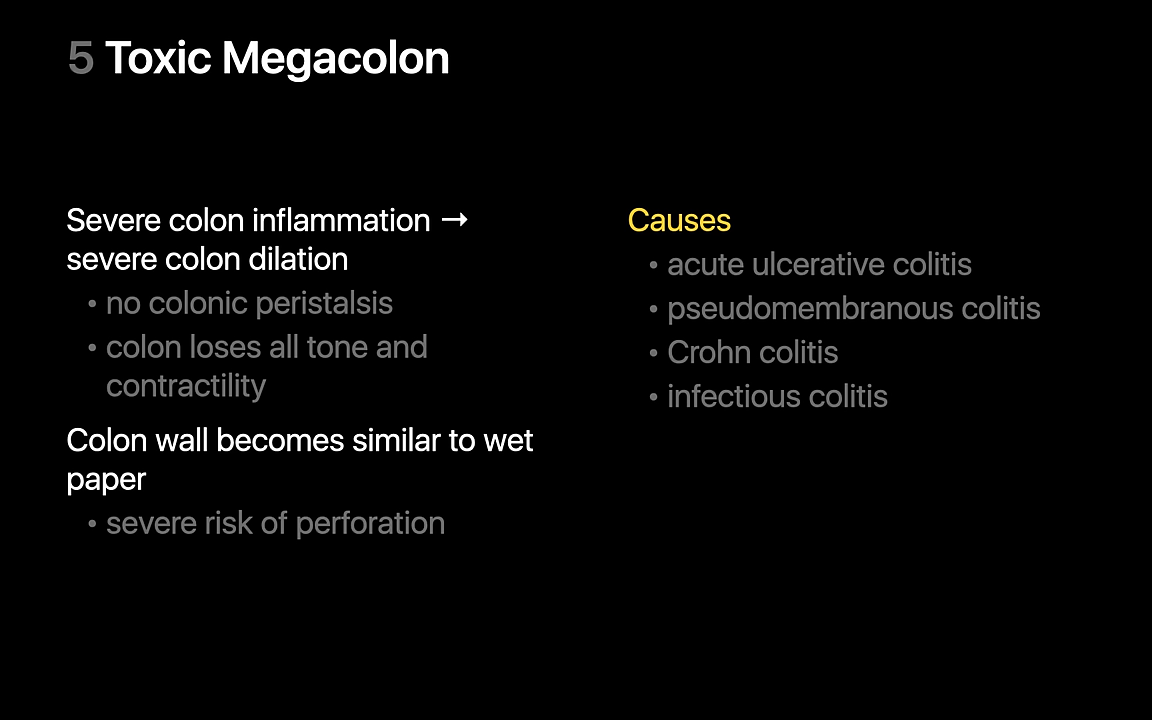 5 Toxic Megacolon
Severe colon inflammation →
severe colon dilation
• no colonic peristalsis
• colon loses all tone and
contractility
Colon wall becomes similar to wet
paper
• severe risk of perforation
Causes
• acute ulcerative colitis
• pseudomembranous colitis
• Crohn colitis
• infectious colitis